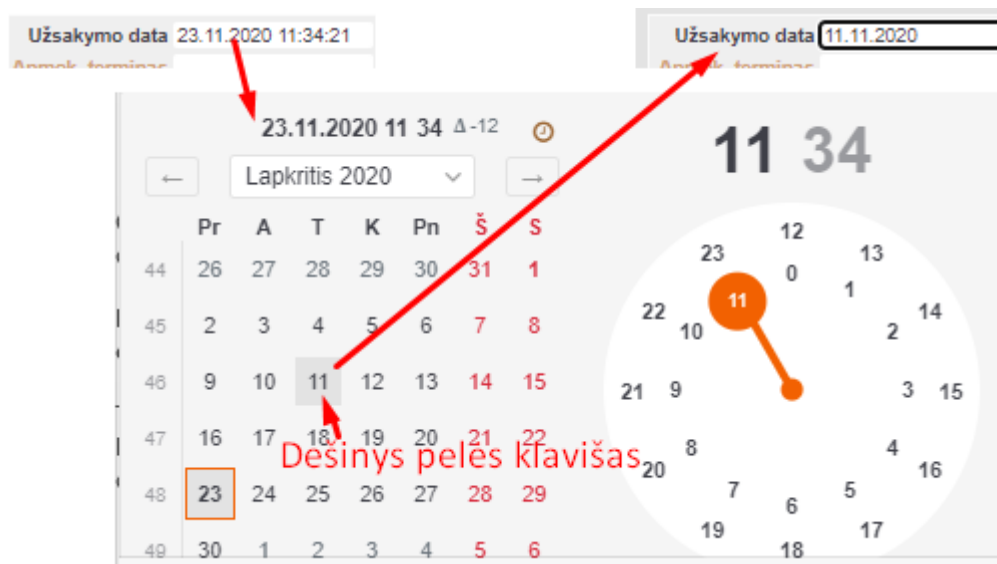 Užsakymo data 23.11.2020 11:34:21
Užsakymo data 11.11.2020
Apmok. terminas
Apmok. terminas
23.11.2020 11 34 Δ -12
← Lapkritis 2020 →
Pr A T K Pn Š S
44 26 27 28 29 30 31 1
45 2 3 4 5 6 7 8
46 9 10 11 12 13 14 15
47 16 17 18 19 20 21 22
48 23 24 25 26 27 28 29
49 30 1 2 3 4 5 6
Dešinys pelės klavišas
11 34
12
23 13
0
11 1
22 14
10 2
21 9 3 15
8 4
20 16
7 5
6
19 17
18